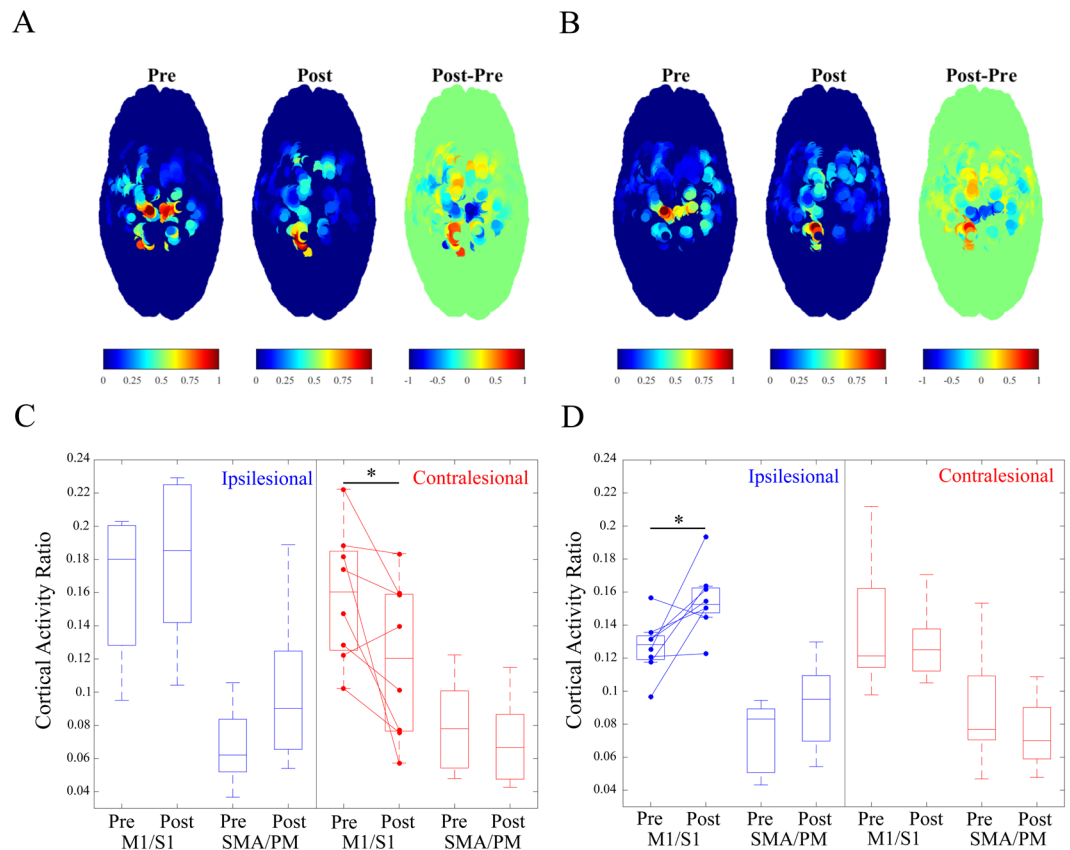 A
B
Pre
Post
Post-Pre
Pre
Post
Post-Pre
0 0.25 0.5 0.75 1
0 0.25 0.5 0.75 1
-1 -0.5 0 0.5 1
0 0.25 0.5 0.75 1
0 0.25 0.5 0.75 1
-1 -0.5 0 0.5 1
C
D
Cortical Activity Ratio
0.24
0.22
0.2
0.18
0.16
0.14
0.12
0.1
0.08
0.06
0.04
Ipsilesional
*
Contralesional
Pre Post Pre Post Pre Post Pre Post
M1/S1 SMA/PM M1/S1 SMA/PM
Cortical Activity Ratio
0.24
0.22
0.2
0.18
0.16
0.14
0.12
0.1
0.08
0.06
0.04
Ipsilesional
*
Contralesional
Pre Post Pre Post Pre Post Pre Post
M1/S1 SMA/PM M1/S1 SMA/PM